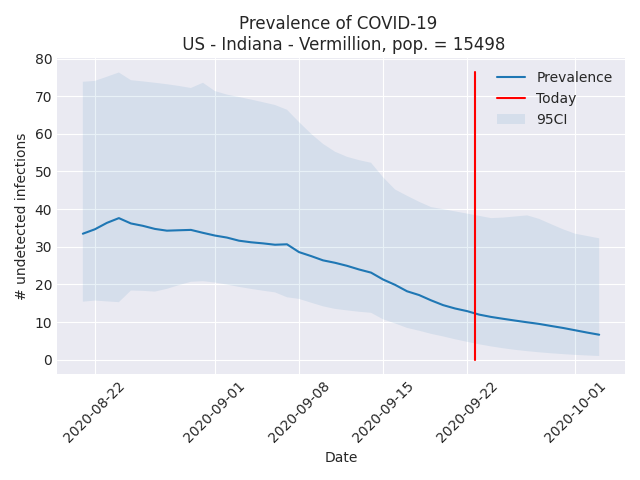 Prevalence of COVID-19
US - Indiana - Vermillion, pop. = 15498
80
70
60
50
40
30
20
10
0
# undetected infections
Prevalence
Today
95CI
2020-08-22
2020-09-01
2020-09-08
2020-09-15
2020-09-22
2020-10-01
Date